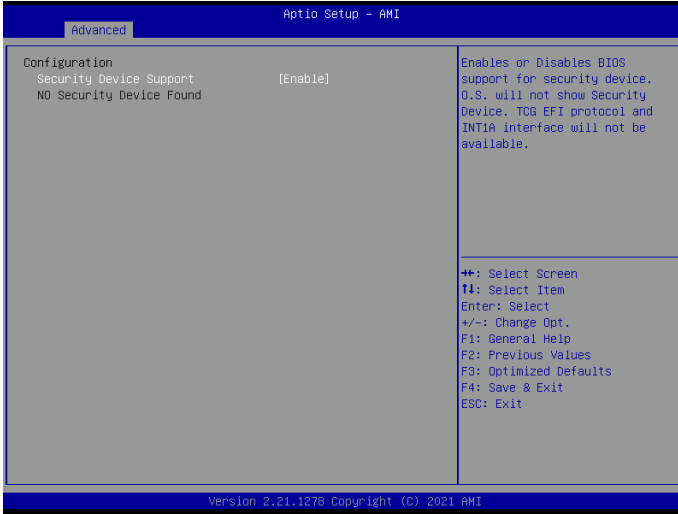 Aptio Setup - AMI
Advanced
Configuration
Security Device Support [Enable]
NO Security Device Found
Enables or Disables BIOS
support for security device.
O.S. will not show Security
Device. TCG EFI protocol and
INT1A interface will not be
available.
→←: Select Screen
↑↓: Select Item
Enter: Select
+/-: Change Opt.
F1: General Help
F2: Previous Values
F3: Optimized Defaults
F4: Save & Exit
ESC: Exit
Version 2.21.1278 Copyright (C) 2021 AMI